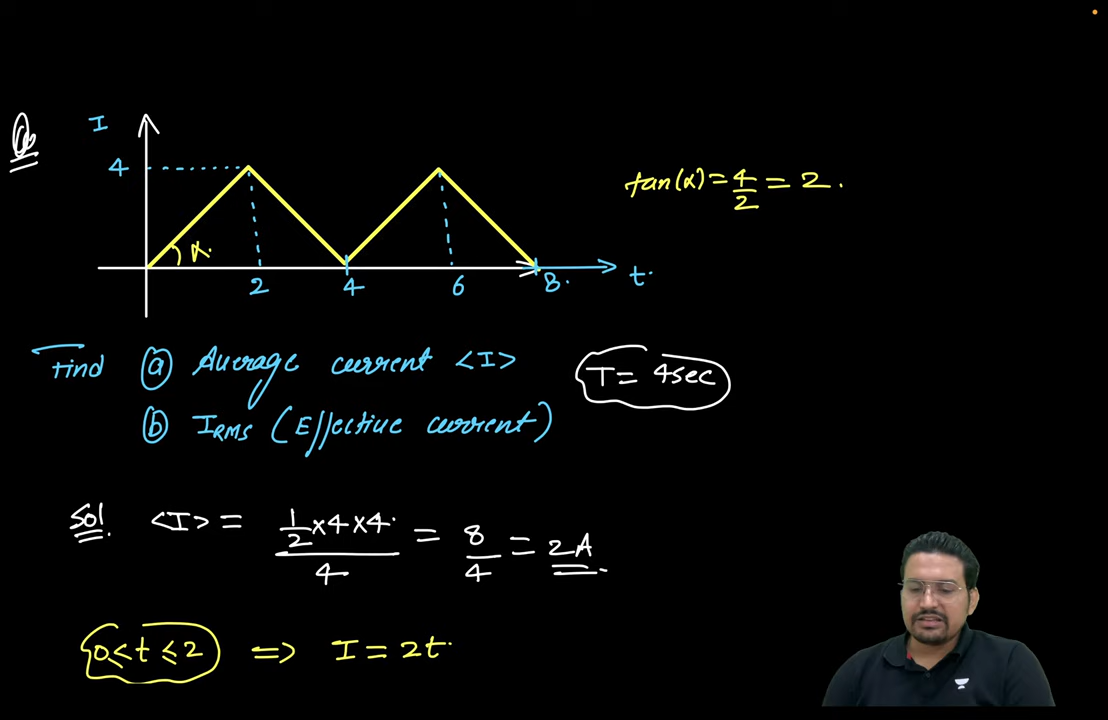 Q
I
4
α.
2
4
6
8.
t.
tan(α) = 4/2 = 2.
Find (a) Average current <I>
T = 4sec
(b) I_RMS (Effective current)
Sol. <I> = (1/2 × 4 × 4)/4 = 8/4 = 2A.
0 < t ≤ 2 ⇒ I = 2t